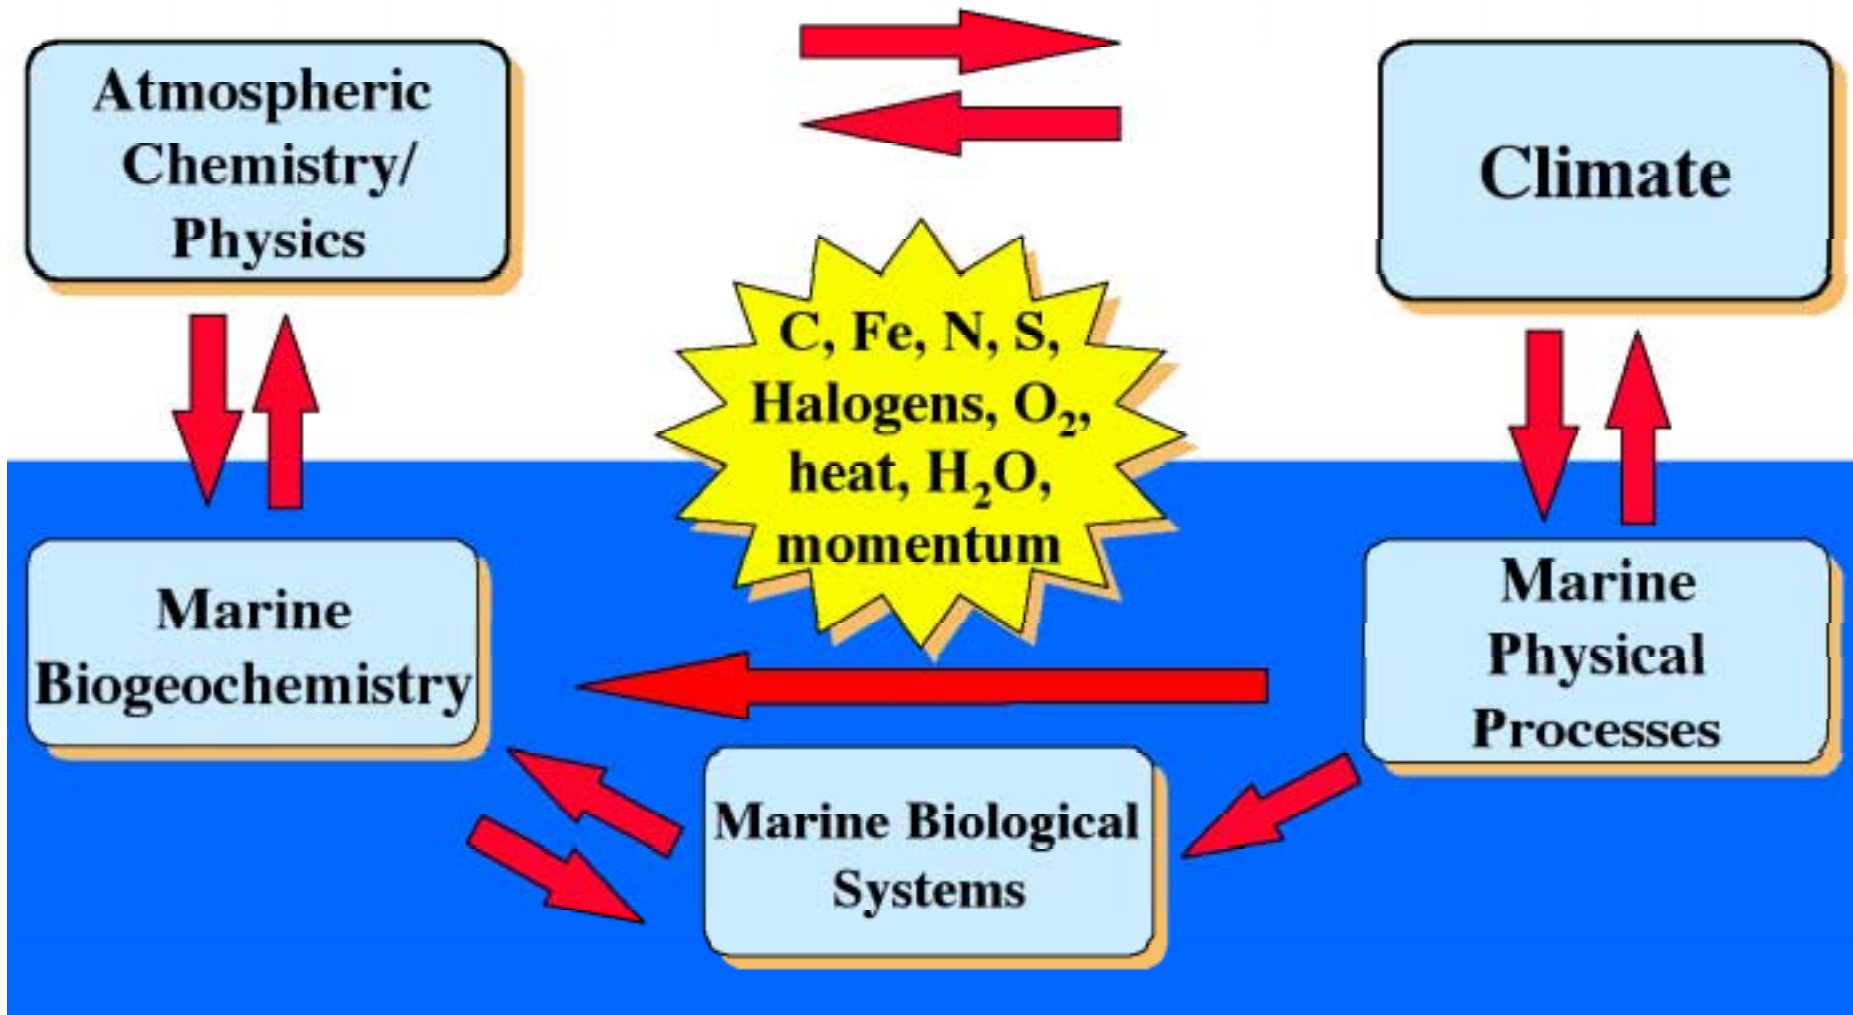 Atmospheric
Chemistry/
Physics
Climate
C, Fe, N, S,
Halogens, O₂,
heat, H₂O,
momentum
Marine
Biogeochemistry
Marine
Physical
Processes
Marine Biological
Systems